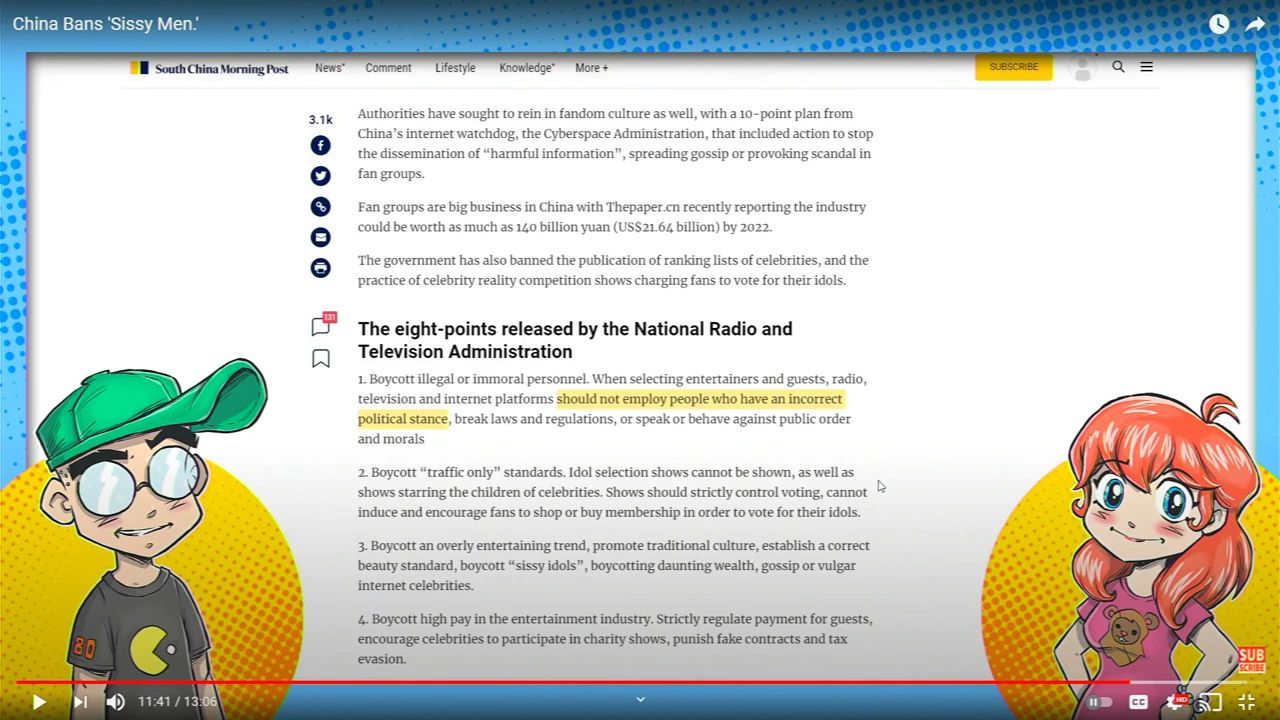 China Bans 'Sissy Men.'
South China Morning Post
News
Comment
Lifestyle
Knowledge
More +
SUBSCRIBE
3.1k
Authorities have sought to rein in fandom culture as well, with a 10-point plan from
China’s internet watchdog, the Cyberspace Administration, that included action to stop
the dissemination of “harmful information”, spreading gossip or provoking scandal in
fan groups.
Fan groups are big business in China with Thepaper.cn recently reporting the industry
could be worth as much as 140 billion yuan (US$21.64 billion) by 2022.
The government has also banned the publication of ranking lists of celebrities, and the
practice of celebrity reality competition shows charging fans to vote for their idols.
131
The eight-points released by the National Radio and
Television Administration
1. Boycott illegal or immoral personnel. When selecting entertainers and guests, radio,
television and internet platforms should not employ people who have an incorrect
political stance, break laws and regulations, or speak or behave against public order
and morals
2. Boycott “traffic only” standards. Idol selection shows cannot be shown, as well as
shows starring the children of celebrities. Shows should strictly control voting, cannot
induce and encourage fans to shop or buy membership in order to vote for their idols.
3. Boycott an overly entertaining trend, promote traditional culture, establish a correct
beauty standard, boycott “sissy idols”, boycotting daunting wealth, gossip or vulgar
internet celebrities.
4. Boycott high pay in the entertainment industry. Strictly regulate payment for guests,
encourage celebrities to participate in charity shows, punish fake contracts and tax
evasion.
80
SUB
SCRIBE
11:41 / 13:06
CC
HD